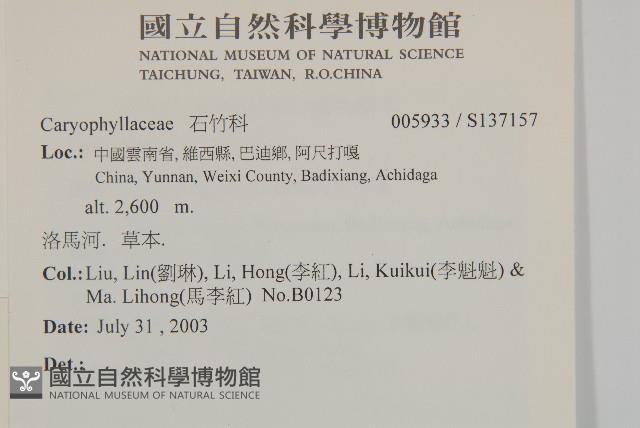 國立自然科學博物館
NATIONAL MUSEUM OF NATURAL SCIENCE
TAICHUNG, TAIWAN, R.O.CHINA
Caryophyllaceae 石竹科 005933 / S137157
Loc.: 中國雲南省, 維西縣, 巴迪鄉, 阿尺打嘎
China, Yunnan, Weixi County, Badixiang, Achidaga
alt. 2,600 m.
洛馬河. 草本.
Col.: Liu, Lin(劉琳), Li, Hong(李紅), Li, Kuikui(李魁魁) &
Ma. Lihong(馬李紅) No.B0123
Date: July 31 , 2003
Det.:
國立自然科學博物館
NATIONAL MUSEUM OF NATURAL SCIENCE